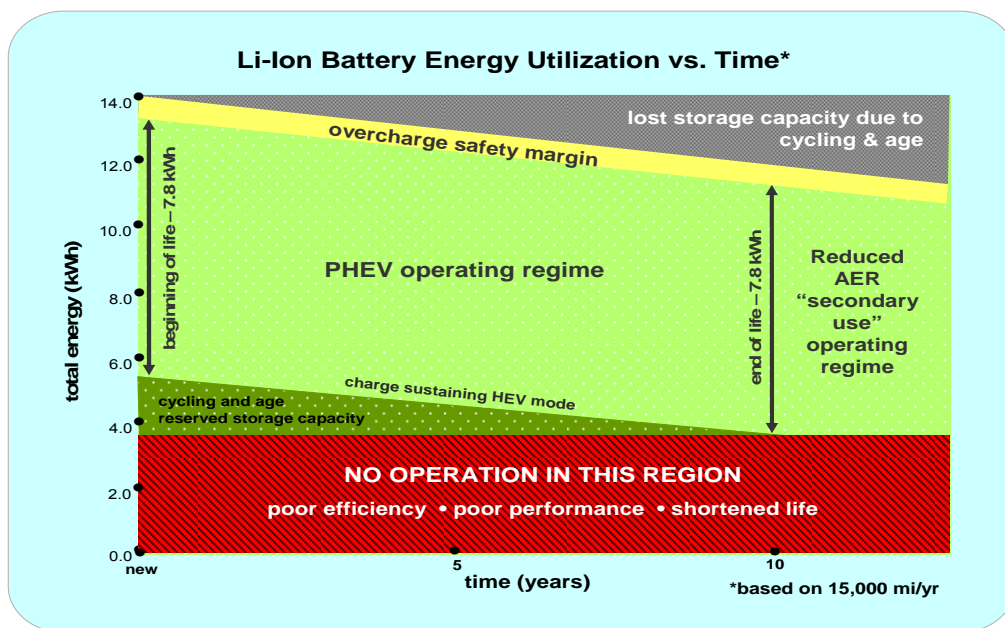 Li-Ion Battery Energy Utilization vs. Time*
total energy (kWh)
14.0
12.0
10.0
8.0
6.0
4.0
2.0
0.0
lost storage capacity due to
cycling & age
overcharge safety margin
beginning of life – 7.8 kWh
PHEV operating regime
end of life – 7.8 kWh
Reduced
AER
“secondary
use”
operating
regime
charge sustaining HEV mode
cycling and age
reserved storage capacity
NO OPERATION IN THIS REGION
poor efficiency • poor performance • shortened life
new
5
10
time (years)
*based on 15,000 mi/yr